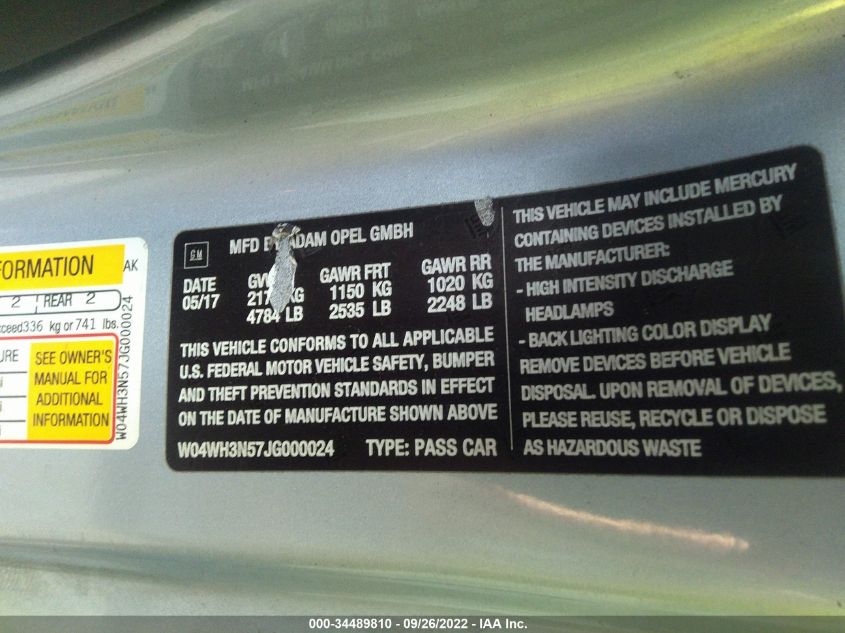 ORMATION
AK
2 REAR 2
xceed336 kg or 741 lbs.
URE
SEE OWNER'S
MANUAL FOR
ADDITIONAL
INFORMATION
W04WH3N57JG000024
GM
MFD ADAM OPEL GMBH
DATE GAWR FRT GAWR RR
05/17 KG 1150 KG 1020 KG
4784 LB 2535 LB 2248 LB
THIS VEHICLE CONFORMS TO ALL APPLICABLE
U.S. FEDERAL MOTOR VEHICLE SAFETY, BUMPER
AND THEFT PREVENTION STANDARDS IN EFFECT
ON THE DATE OF MANUFACTURE SHOWN ABOVE
W04WH3N57JG000024 TYPE: PASS CAR
THIS VEHICLE MAY INCLUDE MERCURY
CONTAINING DEVICES INSTALLED BY
THE MANUFACTURER:
- HIGH INTENSITY DISCHARGE
HEADLAMPS
- BACK LIGHTING COLOR DISPLAY
REMOVE DEVICES BEFORE VEHICLE
DISPOSAL. UPON REMOVAL OF DEVICES,
PLEASE REUSE, RECYCLE OR DISPOSE
AS HAZARDOUS WASTE
000-34489810 / 09/26/2022 - IAA Inc.